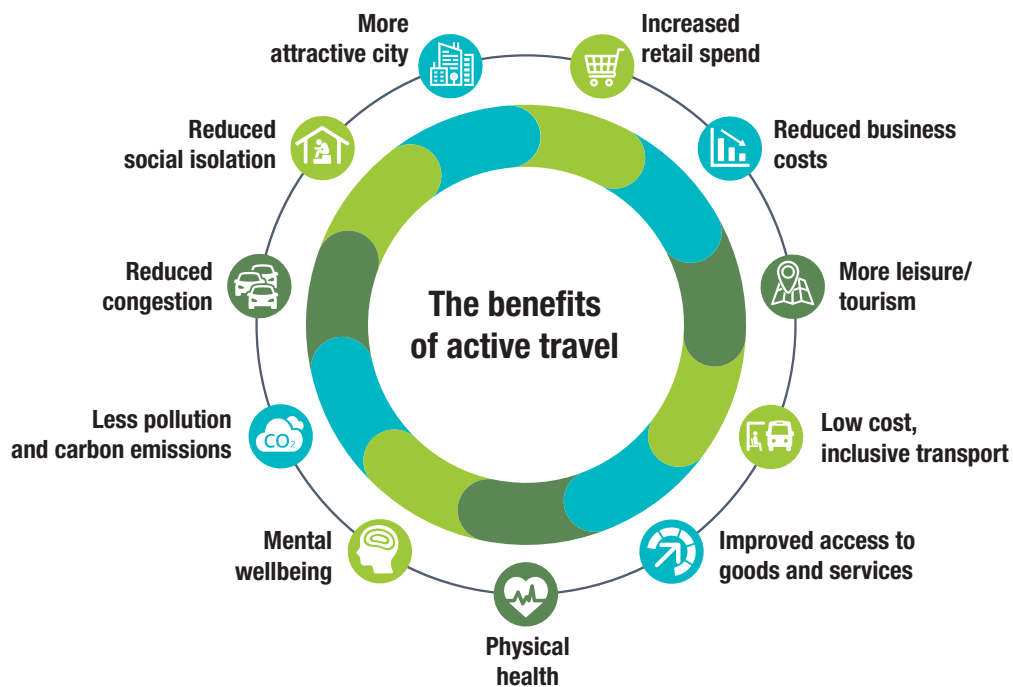 The benefits
of active travel
More
attractive city
Increased
retail spend
Reduced business
costs
More leisure/
tourism
Low cost,
inclusive transport
Improved access to
goods and services
Physical
health
Mental
wellbeing
Less pollution
and carbon emissions
CO₂
Reduced
congestion
Reduced
social isolation